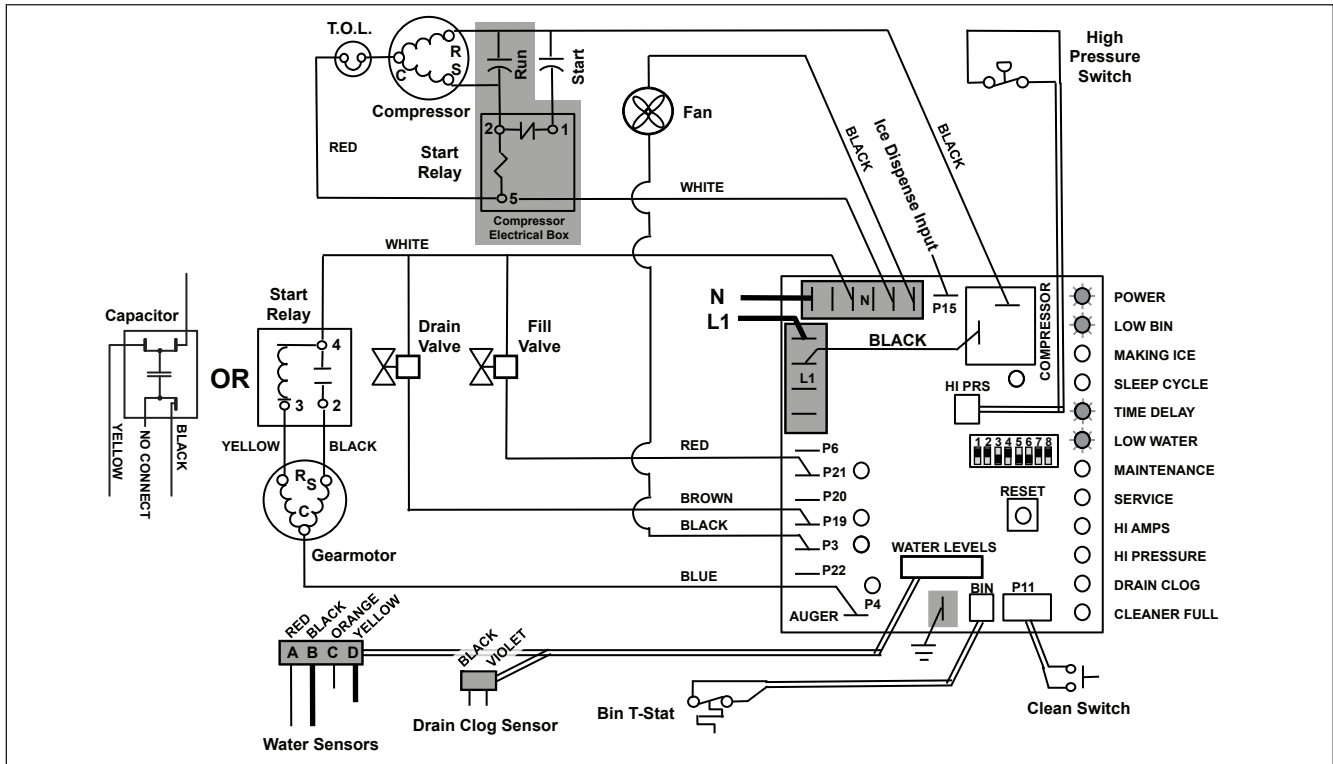 T.O.L.
R
S
C
Compressor
Run
Start
2
1
5
Start
Relay
Compressor
Electrical Box
RED
WHITE
Fan
BLACK
Ice Dispense Input
BLACK
High
Pressure
Switch
WHITE
Capacitor
YELLOW
NO CONNECT
BLACK
OR
Start
Relay
4
3
2
YELLOW
BLACK
R
S
C
Gearmotor
Drain
Valve
Fill
Valve
N
L1
N
P15
BLACK
L1
COMPRESSOR
HI PRS
1 2 3 4 5 6 7 8
RESET
RED
BROWN
BLACK
BLUE
P6
P21
P20
P19
P3
P22
P4
AUGER
WATER LEVELS
BIN
P11
POWER
LOW BIN
MAKING ICE
SLEEP CYCLE
TIME DELAY
LOW WATER
MAINTENANCE
SERVICE
HI AMPS
HI PRESSURE
DRAIN CLOG
CLEANER FULL
RED
BLACK
ORANGE
YELLOW
A B C D
Water Sensors
BLACK
VIOLET
Drain Clog Sensor
Bin T-Stat
Clean Switch